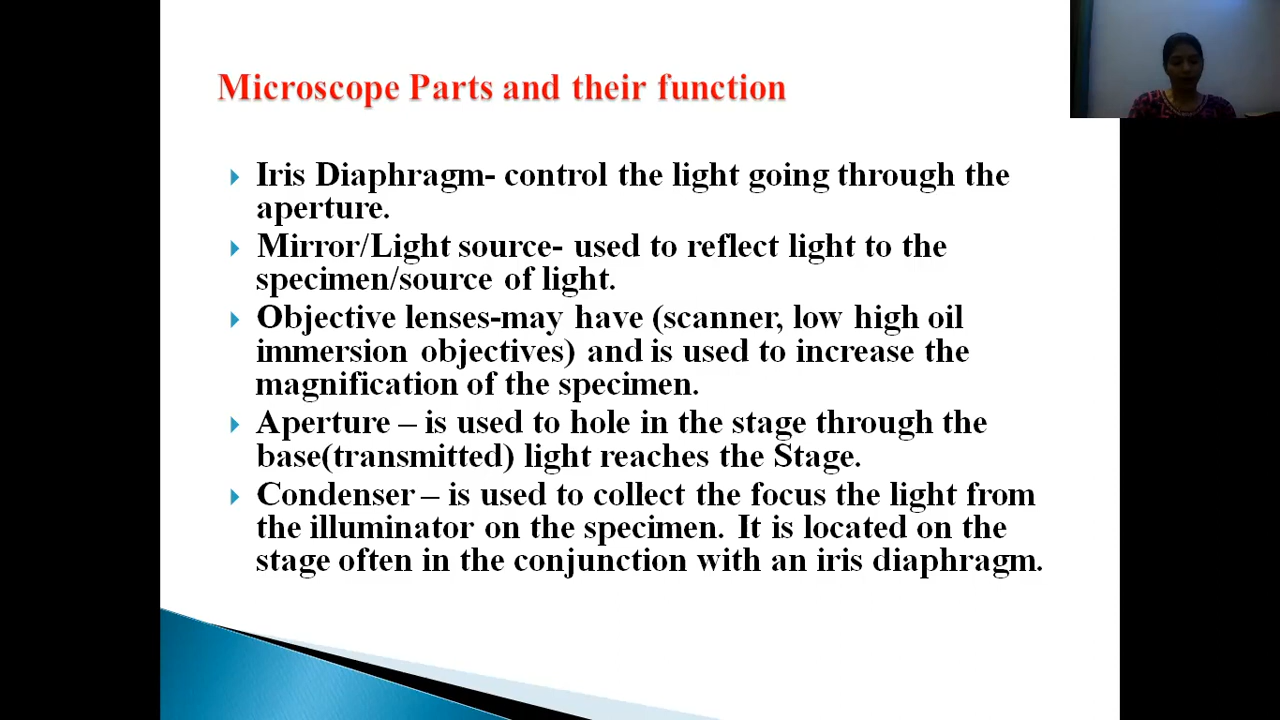 Microscope Parts and their function
Iris Diaphragm- control the light going through the
aperture.
Mirror/Light source- used to reflect light to the
specimen/source of light.
Objective lenses-may have (scanner, low high oil
immersion objectives) and is used to increase the
magnification of the specimen.
Aperture – is used to hole in the stage through the
base(transmitted) light reaches the Stage.
Condenser – is used to collect the focus the light from
the illuminator on the specimen. It is located on the
stage often in the conjunction with an iris diaphragm.